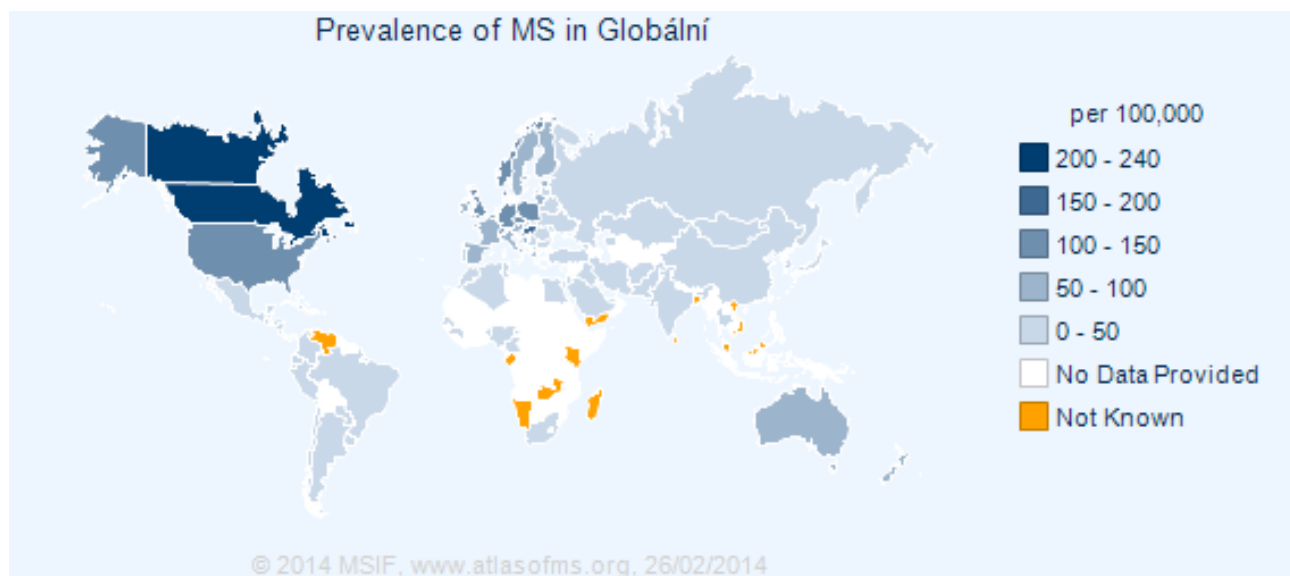 Prevalence of MS in Globální
per 100,000
200 - 240
150 - 200
100 - 150
50 - 100
0 - 50
No Data Provided
Not Known
© 2014 MSIF, www.atlasofms.org, 26/02/2014